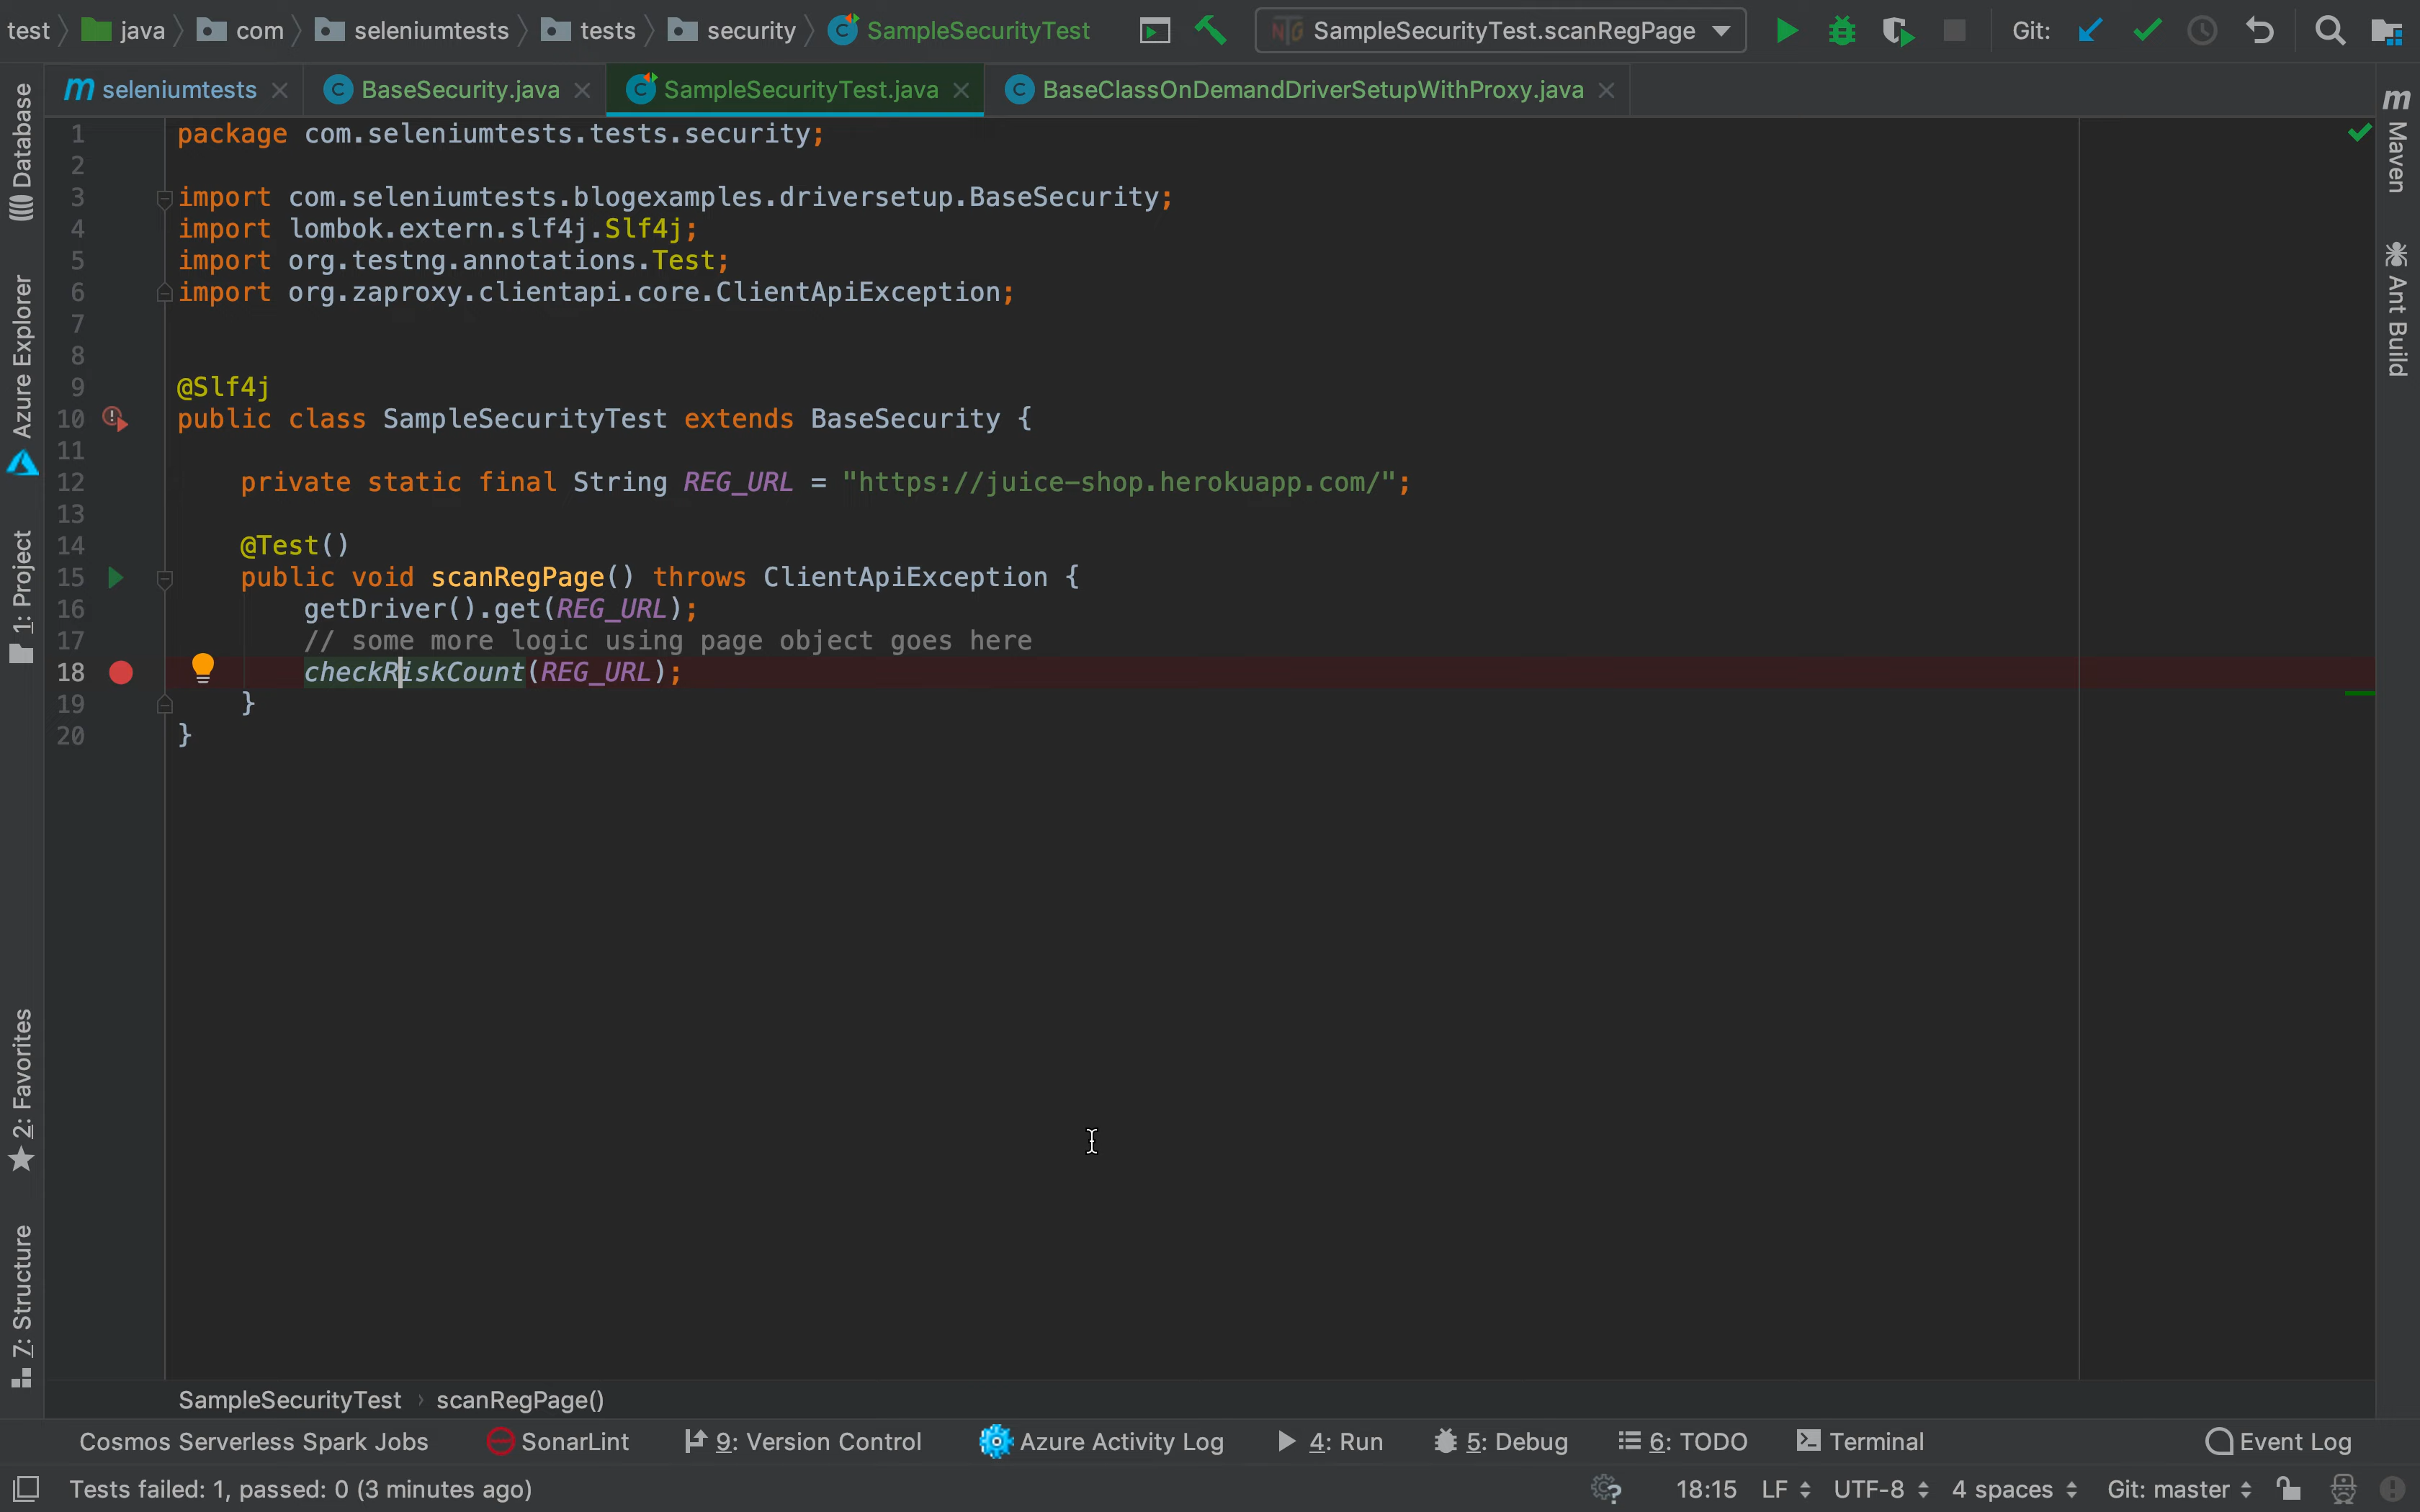 test java com seleniumtests tests security SampleSecurityTest SampleSecurityTest.scanRegPage Git:
seleniumtests BaseSecurity.java SampleSecurityTest.java BaseClassOnDemandDriverSetupWithProxy.java
Database
Azure Explorer
1: Project
2: Favorites
7: Structure
1 package com.seleniumtests.tests.security;
2
3 import com.seleniumtests.blogexamples.driversetup.BaseSecurity;
4 import lombok.extern.slf4j.Slf4j;
5 import org.testng.annotations.Test;
6 import org.zaproxy.clientapi.core.ClientApiException;
7
8
9 @Slf4j
10 public class SampleSecurityTest extends BaseSecurity {
11
12 private static final String REG_URL = "https://juice-shop.herokuapp.com/";
13
14 @Test()
15 public void scanRegPage() throws ClientApiException {
16 getDriver().get(REG_URL);
17 // some more logic using page object goes here
18 checkRiskCount(REG_URL);
19 }
20 }
Maven
Ant Build
SampleSecurityTest › scanRegPage()
Cosmos Serverless Spark Jobs SonarLint 9: Version Control Azure Activity Log 4: Run 5: Debug 6: TODO Terminal Event Log
Tests failed: 1, passed: 0 (3 minutes ago) 18:15 LF UTF-8 4 spaces Git: master